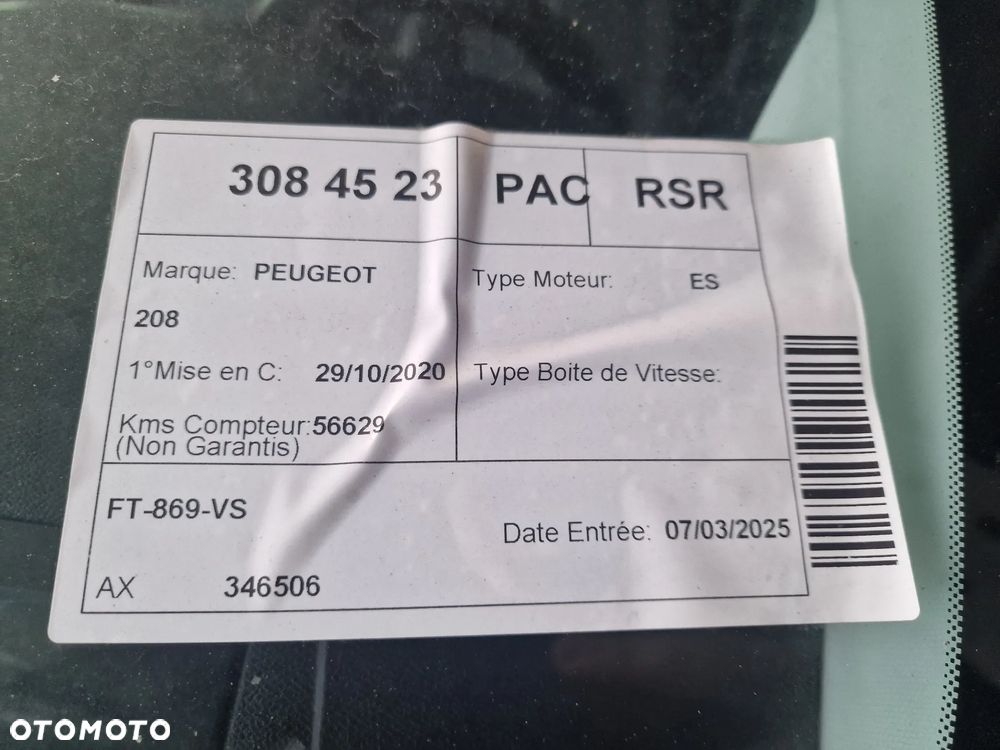 308 45 23 PAC RSR
Marque: PEUGEOT
Type Moteur: ES
208
1°Mise en C: 29/10/2020
Type Boite de Vitesse:
Kms Compteur:56629
(Non Garantis)
FT-869-VS
Date Entrée: 07/03/2025
AX 346506
OTOMOTO